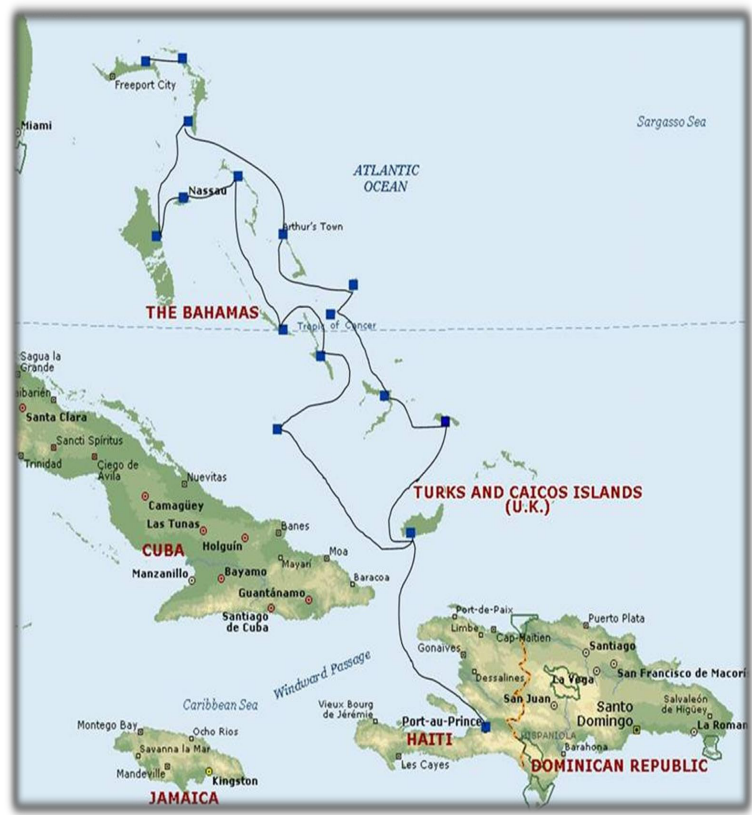 Freeport City
Miami
Sargasso Sea
ATLANTIC
OCEAN
Nassau
Arthur's Town
THE BAHAMAS
Tropic of Cancer
Sagua la
Grande
aibarién
Santa Clara
Sancti Spíritus
Trinidad
Ciego de
Ávila
Nuevitas
Camagüey
Las Tunas
Holguín
Banes
TURKS AND CAICOS ISLANDS
(U.K.)
CUBA
Mayarí
Moa
Manzanillo
Bayamo
Baracoa
Guantánamo
Santiago
de Cuba
Port-de-Paix
Limbe
Cap-Haïtien
Puerto Plata
Gonaives
Santiago
Windward Passage
Dessalines
La Vega
San Francisco de Macorí
Caribbean Sea
San Juan
Salvaleón
de Higüey
Vieux Bourg
de Jérémie
Port-au-Prince
Santo
Domingo
La Roman
Montego Bay
Ocho Rios
HAITI
HISPANIOLA
Savanna la Mar
Les Cayes
Barahona
Mandeville
Kingston
DOMINICAN REPUBLIC
JAMAICA